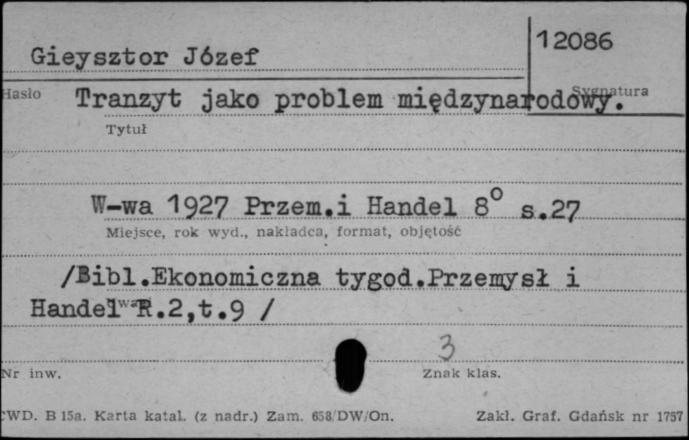 12086
Gieysztor Józef
Hasło
Sygnatura
Tranzyt jako problem międzynarodowy.
Tytuł
W-wa 1927 Przem.i Handel 8° s.27
Miejsce, rok wyd., nakładca, format, objętość
/Bibl.Ekonomiczna tygod.Przemysł i
Handel R.2,t.9 /
3
Nr inw.
Znak klas.
CWD. B 15a. Karta katal. (z nadr.) Zam. 658/DW/On.
Zakł. Graf. Gdańsk nr 1757